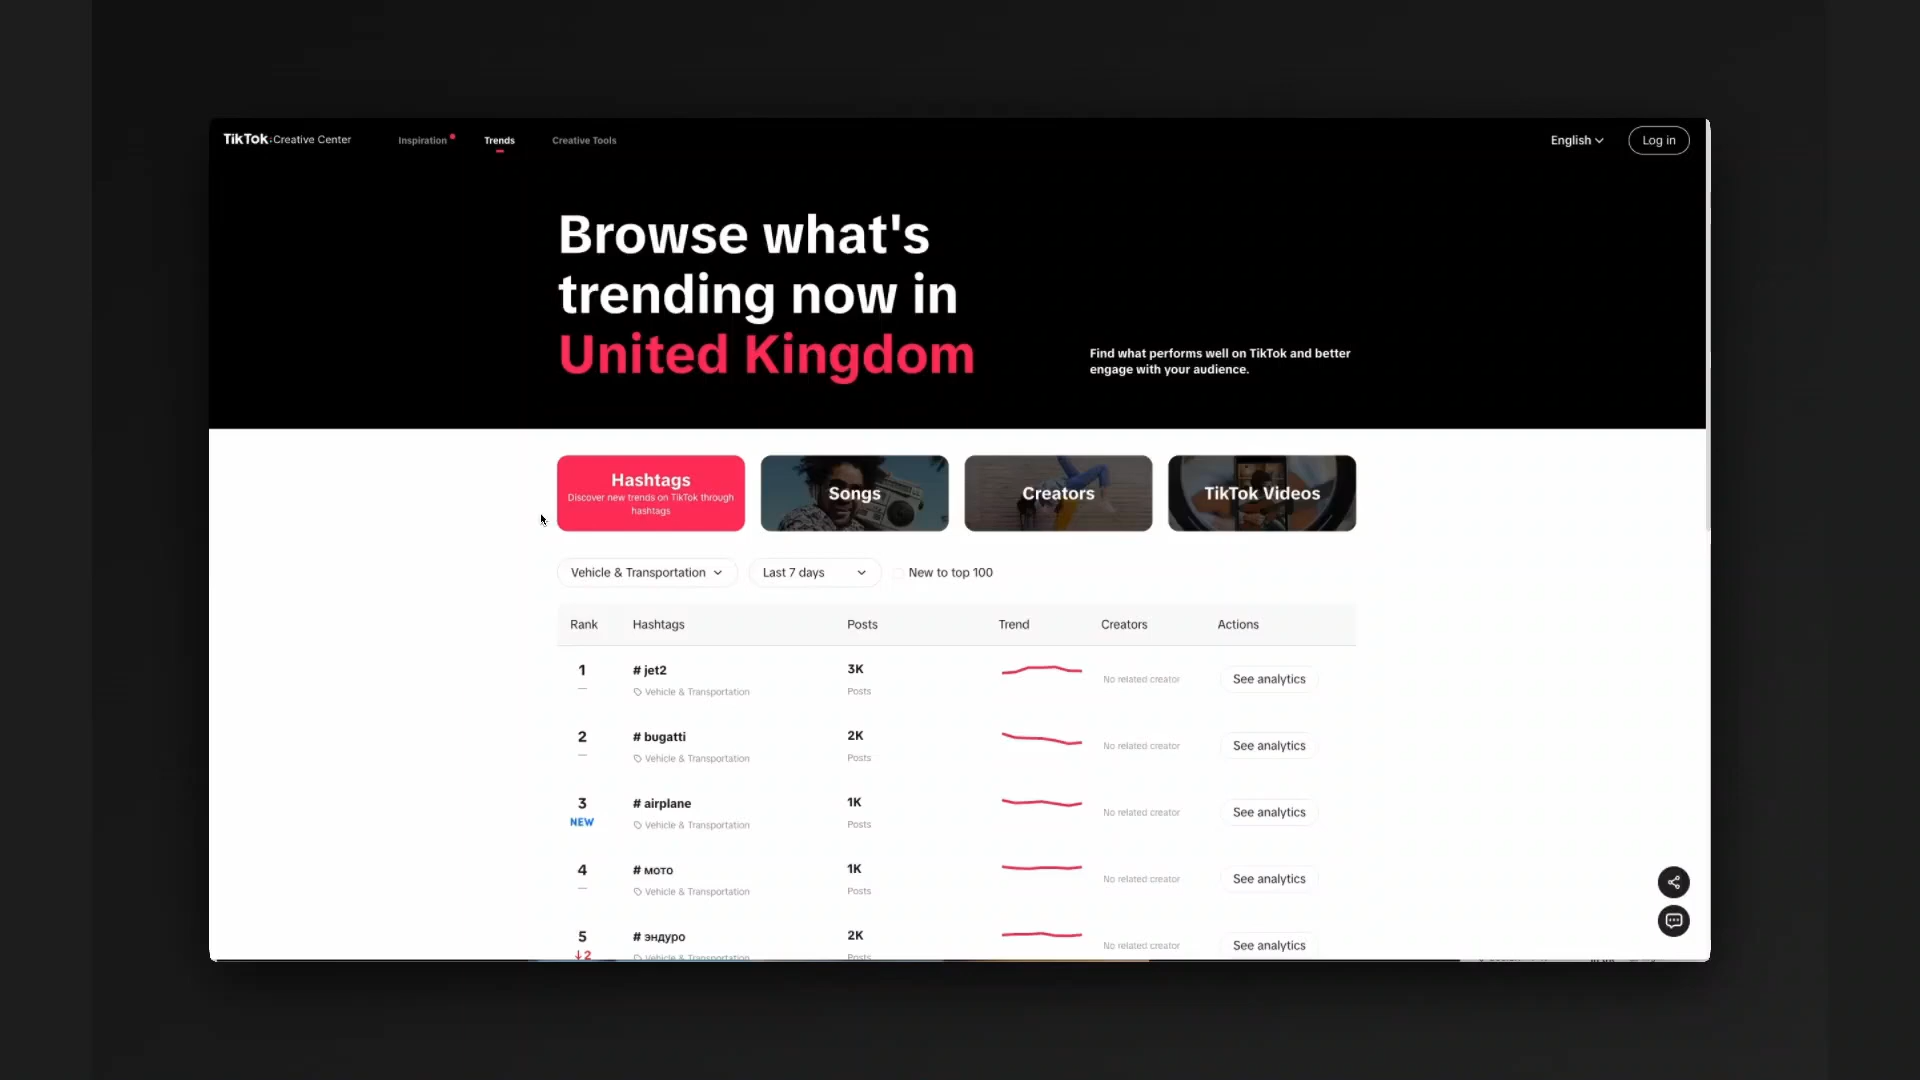 TikTok: Creative Center
Inspiration
Trends
Creative Tools
English
Log in
Browse what's
trending now in
United Kingdom
Find what performs well on TikTok and better
engage with your audience.
Hashtags
Discover new trends on TikTok through
hashtags
Songs
Creators
TikTok Videos
Vehicle & Transportation
Last 7 days
New to top 100
Rank Hashtags Posts Trend Creators Actions
1 # jet2 3K
Vehicle & Transportation Posts
No related creator See analytics
2 # bugatti 2K
Vehicle & Transportation Posts
No related creator See analytics
3 # airplane 1K
NEW Vehicle & Transportation Posts
No related creator See analytics
4 # мото 1K
Vehicle & Transportation Posts
No related creator See analytics
5 # эндуро 2K
2 Vehicle & Transportation Posts
No related creator See analytics